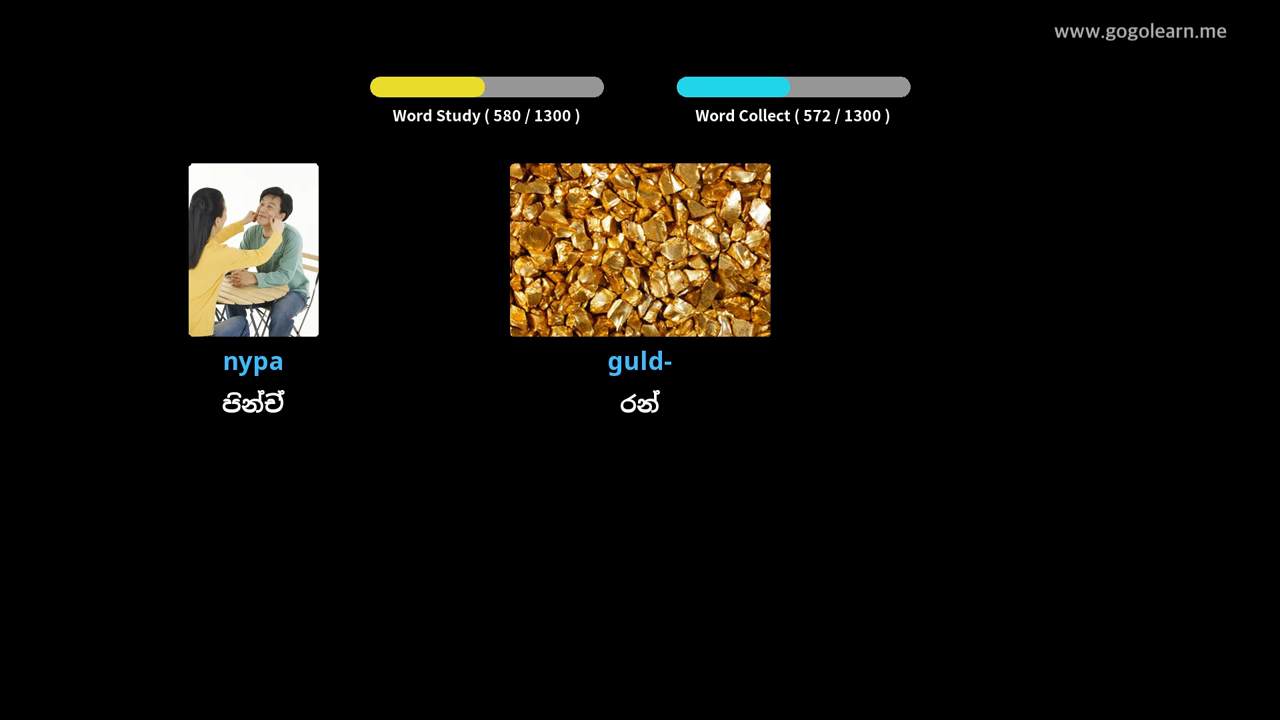 www.gogolearn.me
Word Study ( 580 / 1300 )
Word Collect ( 572 / 1300 )
nypa
guld-
පින්ච්
රන්